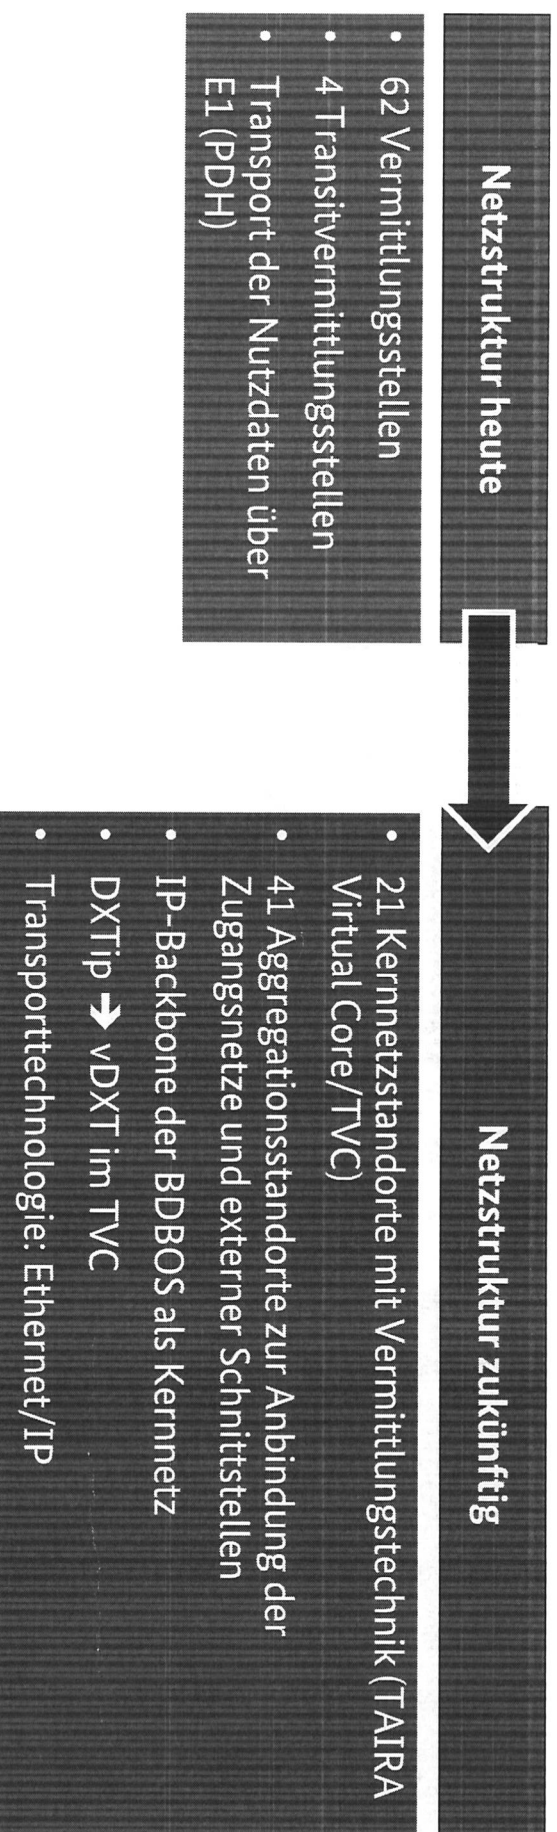 Netzstruktur heute
• 62 Vermittlungsstellen
• 4 Transitvermittlungsstellen
• Transport der Nutzdaten über
E1 (PDH)
Netzstruktur zukünftig
• 21 Kernnetzstandorte mit Vermittlungstechnik (TAIRA
Virtual Core/TVC)
• 41 Aggregationsstandorte zur Anbindung der
Zugangsnetze und externer Schnittstellen
• IP-Backbone der BDBOS als Kernnetz
• DXTip ➔ vDXT im TVC
• Transporttechnologie: Ethernet/IP